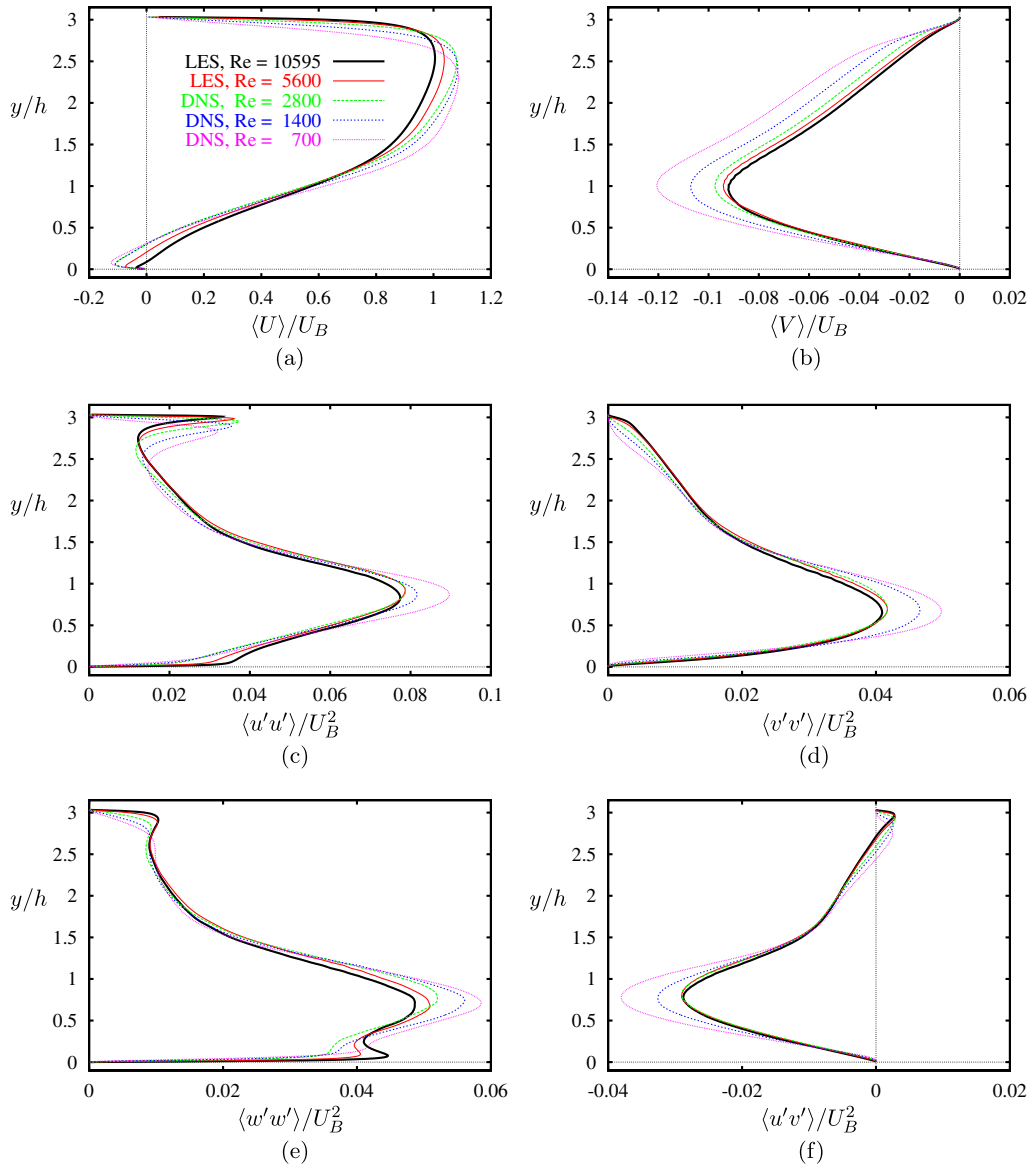 3
2.5
y/h
2
1.5
1
0.5
0
LES, Re = 10595
LES, Re = 5600
DNS, Re = 2800
DNS, Re = 1400
DNS, Re = 700
-0.2 0 0.2 0.4 0.6 0.8 1 1.2
⟨U⟩/U_B
(a)
3
2.5
y/h
2
1.5
1
0.5
0
-0.14 -0.12 -0.1 -0.08 -0.06 -0.04 -0.02 0 0.02
⟨V⟩/U_B
(b)
3
2.5
y/h
2
1.5
1
0.5
0
0 0.02 0.04 0.06 0.08 0.1
⟨u′u′⟩/U_B^2
(c)
3
2.5
y/h
2
1.5
1
0.5
0
0 0.02 0.04 0.06
⟨v′v′⟩/U_B^2
(d)
3
2.5
y/h
2
1.5
1
0.5
0
0 0.02 0.04 0.06
⟨w′w′⟩/U_B^2
(e)
3
2.5
y/h
2
1.5
1
0.5
0
-0.04 -0.02 0 0.02
⟨u′v′⟩/U_B^2
(f)